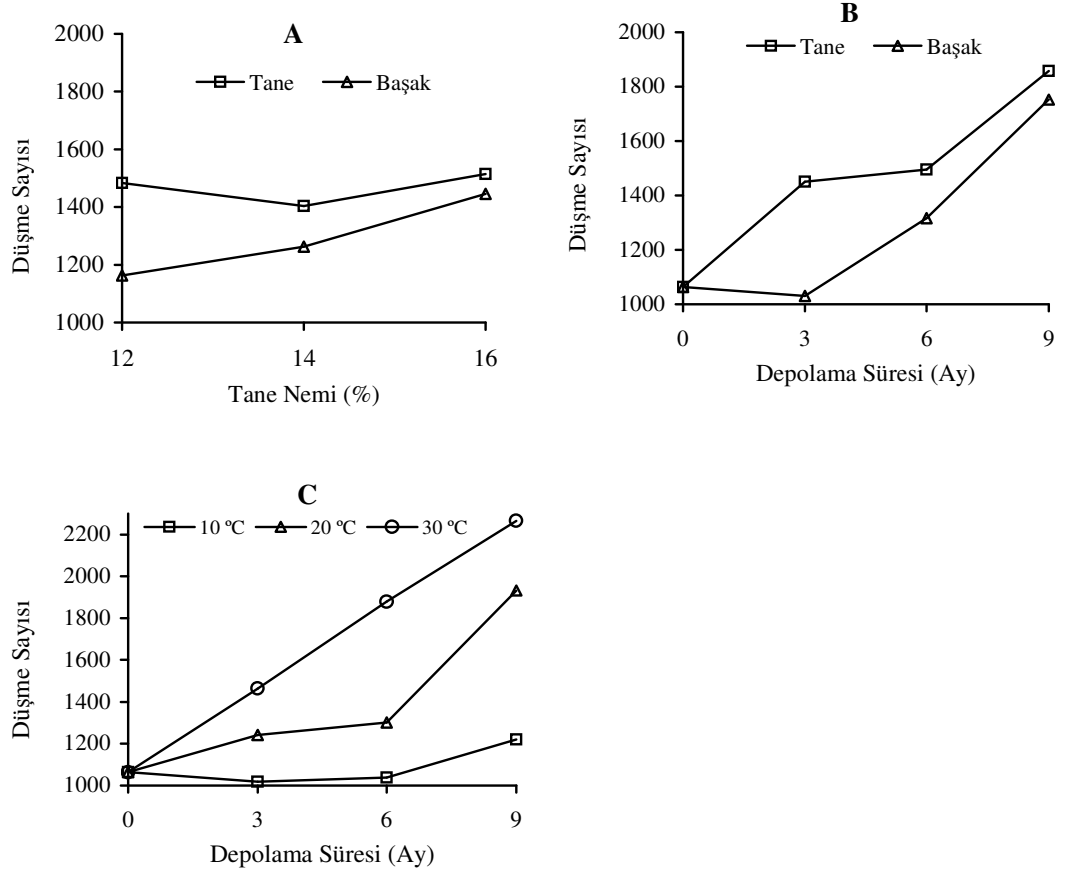 A
Tane Başak
2000
1800
1600
1400
1200
1000
Düşme Sayısı
12 14 16
Tane Nemi (%)
B
Tane Başak
2000
1800
1600
1400
1200
1000
Düşme Sayısı
0 3 6 9
Depolama Süresi (Ay)
C
10 ºC 20 ºC 30 ºC
2200
2000
1800
1600
1400
1200
1000
Düşme Sayısı
0 3 6 9
Depolama Süresi (Ay)